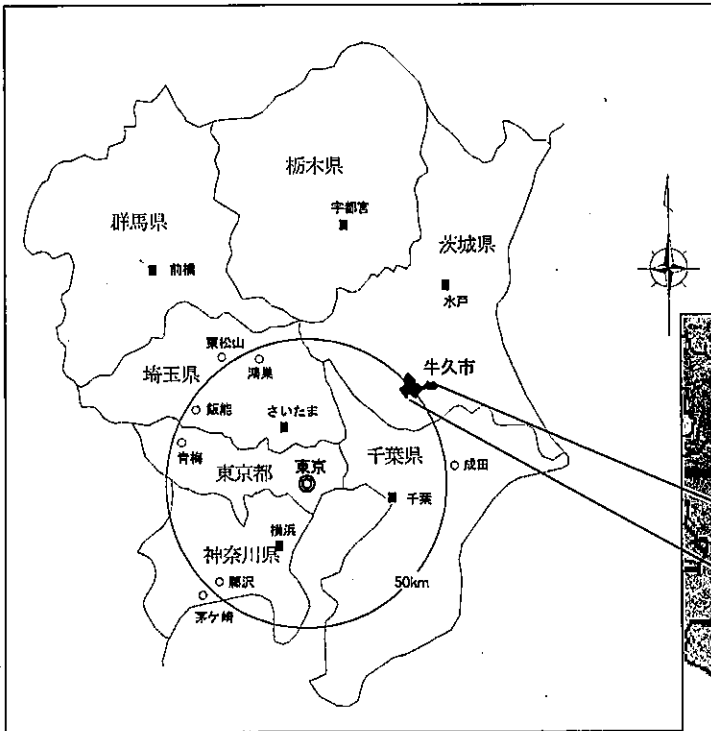 栃木県
宇都宮
群馬県
前橋
茨城県
水戸
東松山
鴻巣
埼玉県
牛久市
飯能
さいたま
青梅
東京都
東京
千葉県
成田
千葉
横浜
神奈川県
50km
藤沢
茅ケ崎